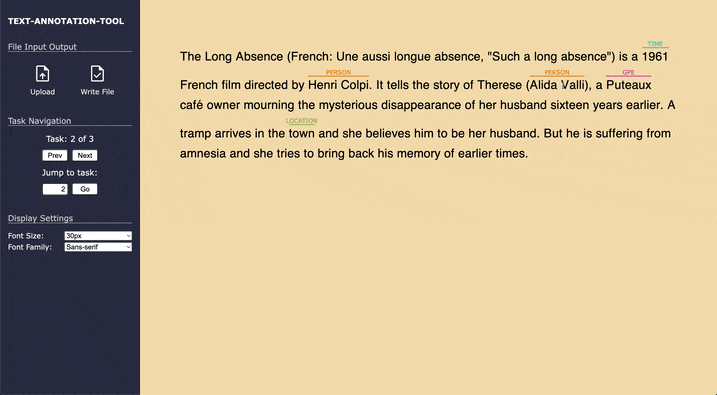 TEXT-ANNOTATION-TOOL
File Input Output
Upload Write File
Task Navigation
Task: 2 of 3
Prev Next
Jump to task:
2 Go
Display Settings
Font Size: 30px
Font Family: Sans-serif
TIME
The Long Absence (French: Une aussi longue absence, "Such a long absence") is a 1961
PERSON PERSON GPE
French film directed by Henri Colpi. It tells the story of Therese (Alida Valli), a Puteaux
café owner mourning the mysterious disappearance of her husband sixteen years earlier. A
LOCATION
tramp arrives in the town and she believes him to be her husband. But he is suffering from
amnesia and she tries to bring back his memory of earlier times.